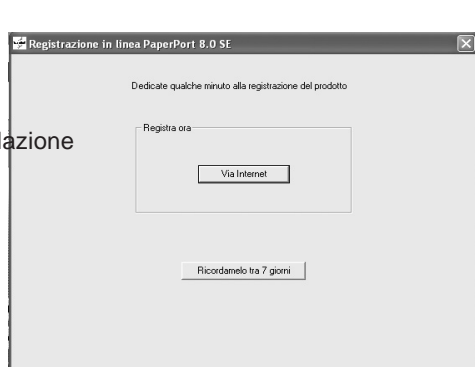 Registrazione in linea PaperPort 8.0 SE
Dedicate qualche minuto alla registrazione del prodotto
Registra ora
Via Internet
Ricordamelo tra 7 giorni